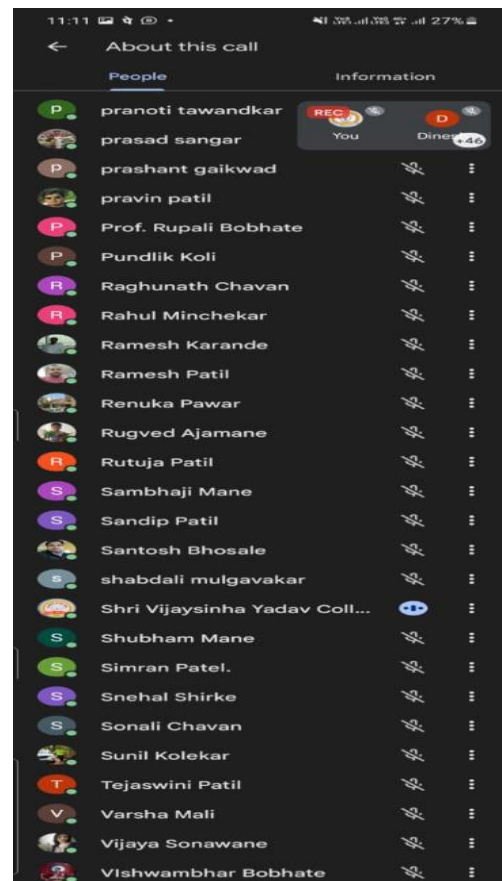 11:11 27%
About this call
People Information
P pranoti tawandkar REC
prasad sangar You D Dines +46
P prashant gaikwad
pravin patil
P Prof. Rupali Bobhate
P Pundlik Koli
R Raghunath Chavan
R Rahul Minchekar
Ramesh Karande
Ramesh Patil
Renuka Pawar
Rugved Ajamane
R Rutuja Patil
S Sambhaji Mane
S Sandip Patil
Santosh Bhosale
s shabdali mulgavakar
Shri Vijaysinha Yadav Coll...
S Shubham Mane
S Simran Patel.
S Snehal Shirke
S Sonali Chavan
Sunil Kolekar
T Tejaswini Patil
V Varsha Mali
Vijaya Sonawane
VIshwambhar Bobhate